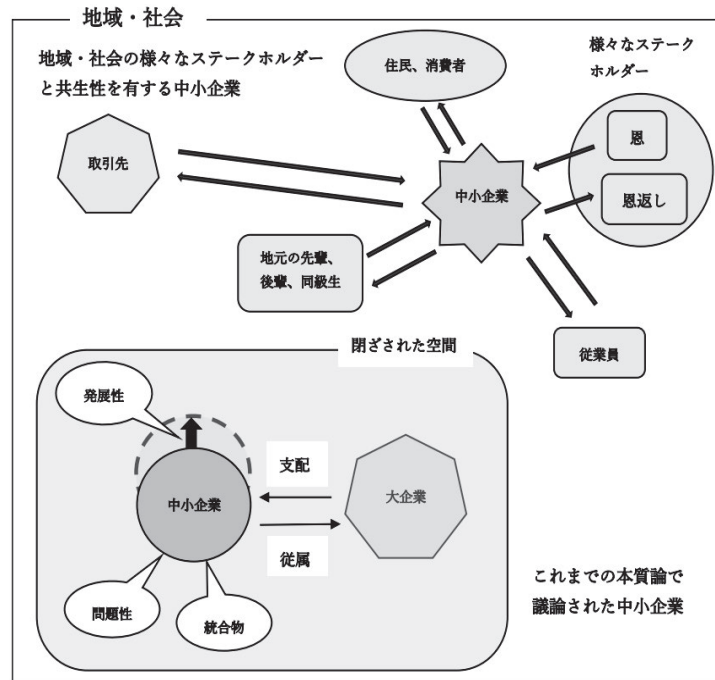 地域・社会
地域・社会の様々なステークホルダー
と共生性を有する中小企業
住民、消費者
様々なステーク
ホルダー
恩
取引先
中小企業
恩返し
地元の先輩、
後輩、同級生
従業員
閉ざされた空間
発展性
支配
中小企業
大企業
従属
問題性
統合物
これまでの本質論で
議論された中小企業